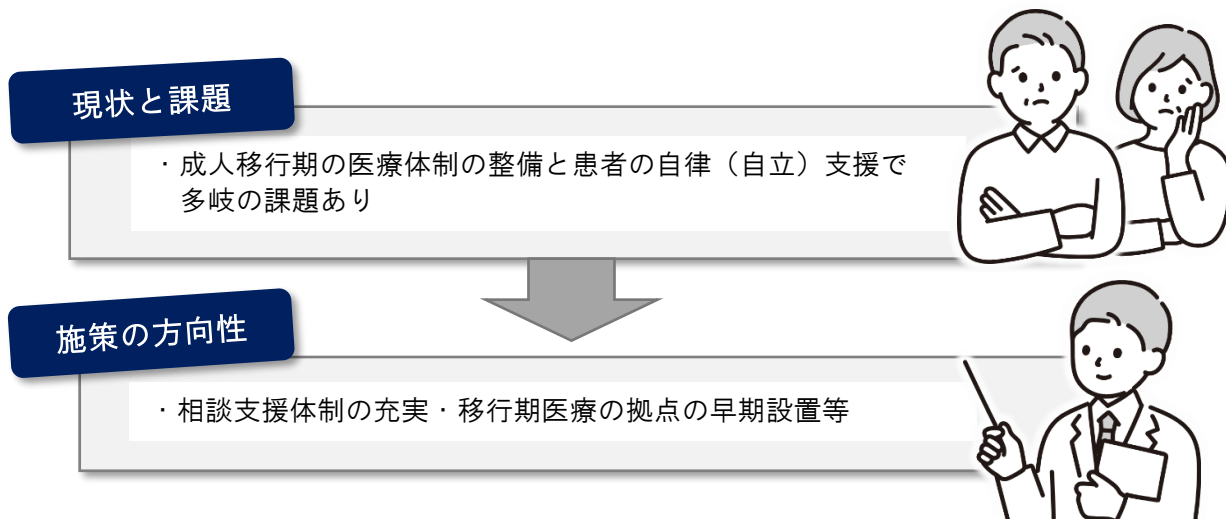 現状と課題
・成人移行期の医療体制の整備と患者の自律（自立）支援で
多岐の課題あり
施策の方向性
・相談支援体制の充実・移行期医療の拠点の早期設置等